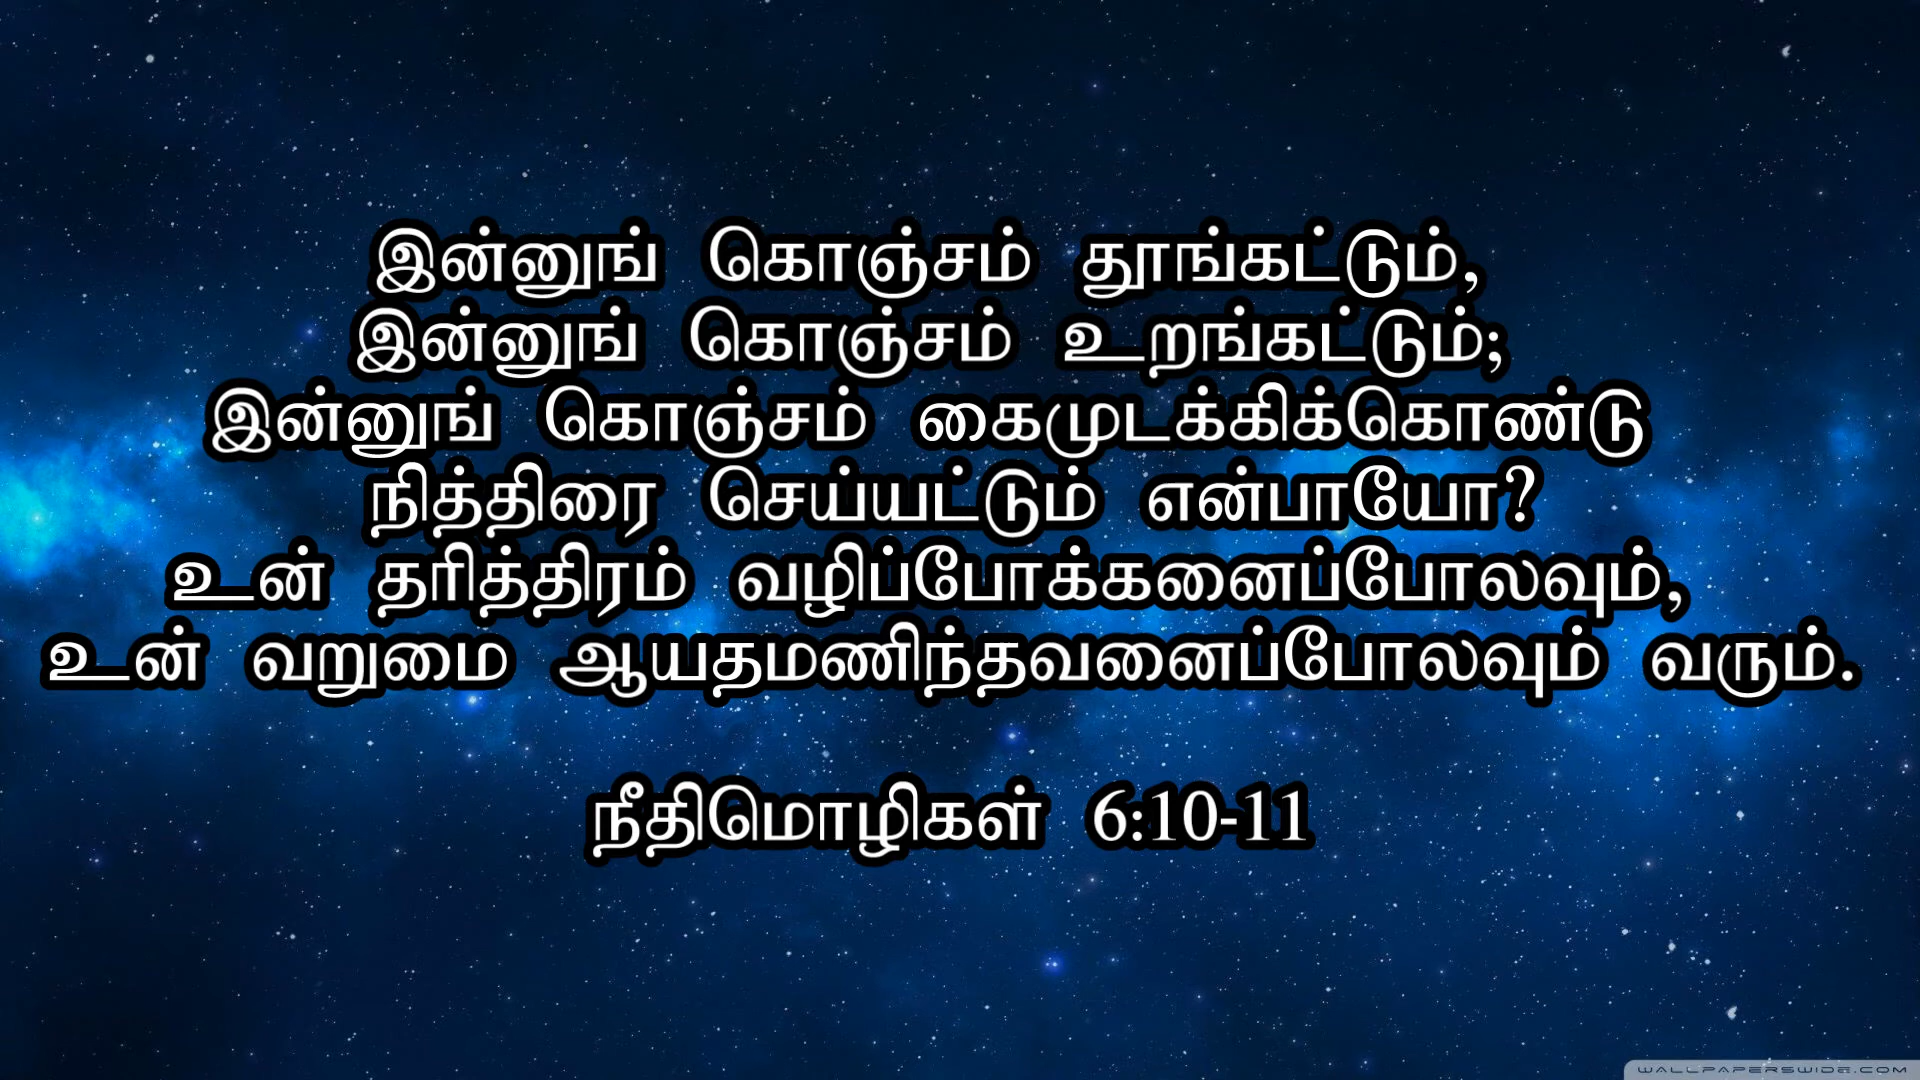 இன்னுங் கொஞ்சம் தூங்கட்டும்,
இன்னுங் கொஞ்சம் உறங்கட்டும்;
இன்னுங் கொஞ்சம் கைமுடக்கிக்கொண்டு
நித்திரை செய்யட்டும் என்பாயோ?
உன் தரித்திரம் வழிப்போக்கனைப்போலவும்,
உன் வறுமை ஆயதமணிந்தவனைப்போலவும் வரும்.
நீதிமொழிகள் 6:10-11
WALLPAPERSWIDE.COM